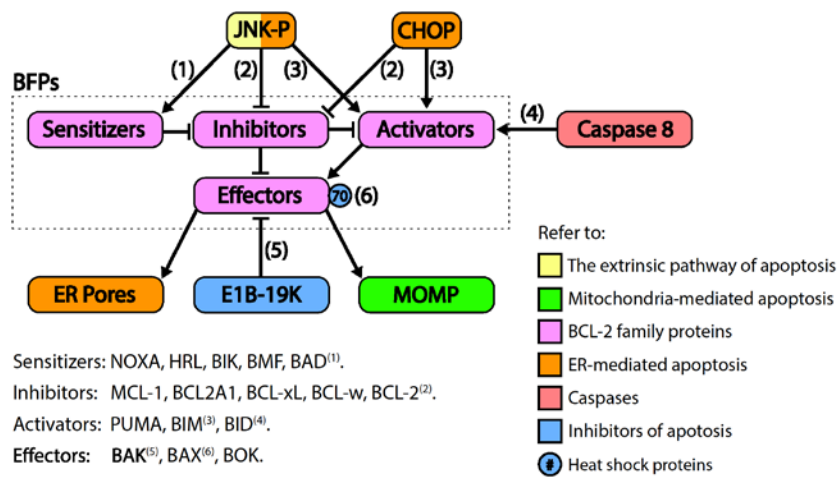 JNK-P CHOP
(1) (2) (3) (2) (3)
BFPs
(4)
Sensitizers Inhibitors Activators Caspase 8
Effectors 70 (6)
(5)
ER Pores E1B-19K MOMP
Refer to:
The extrinsic pathway of apoptosis
Mitochondria-mediated apoptosis
BCL-2 family proteins
ER-mediated apoptosis
Caspases
Inhibitors of apotosis
# Heat shock proteins
Sensitizers: NOXA, HRL, BIK, BMF, BAD(1).
Inhibitors: MCL-1, BCL2A1, BCL-xL, BCL-w, BCL-2(2).
Activators: PUMA, BIM(3), BID(4).
Effectors: BAK(5), BAX(6), BOK.